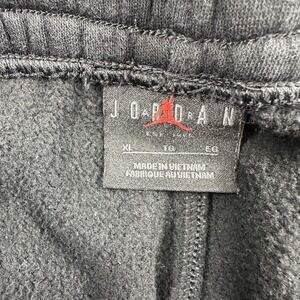 JORDAN
XL TG EG
MADE IN VIETNAM
FABRIQUÉ AU VIETNAM